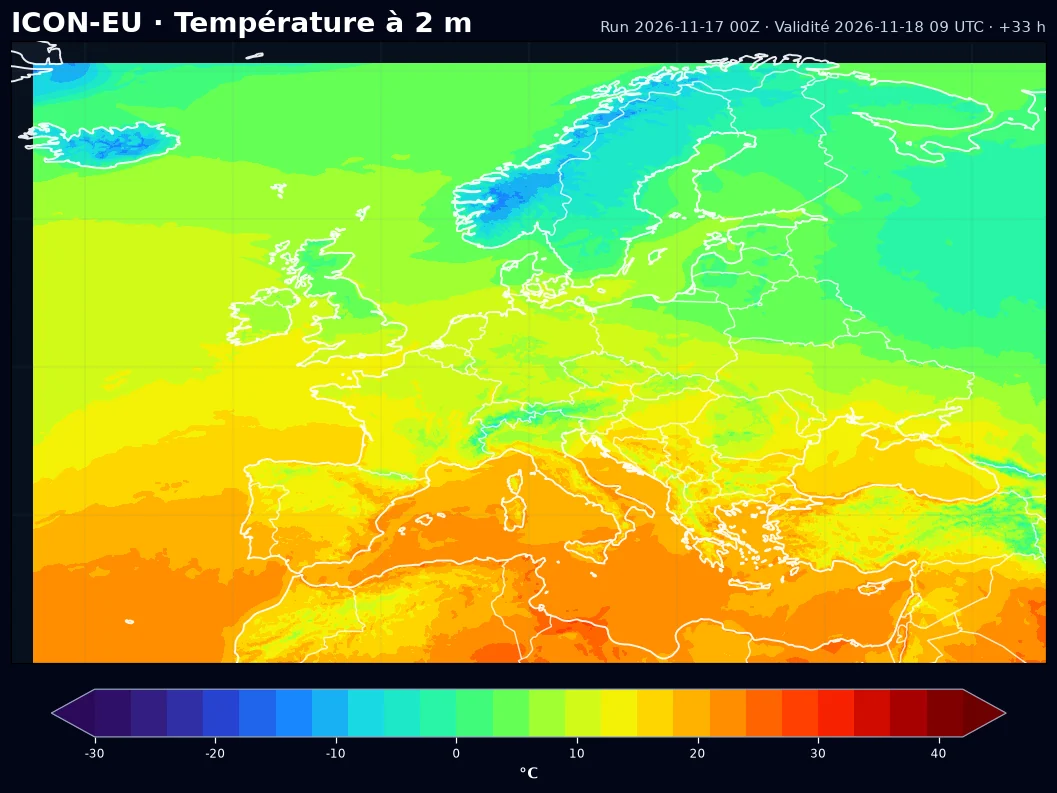 ICON-EU · Température à 2 m
Run 2026-11-17 00Z · Validité 2026-11-18 09 UTC · +33 h
-30 -20 -10 0 10 20 30 40
°C